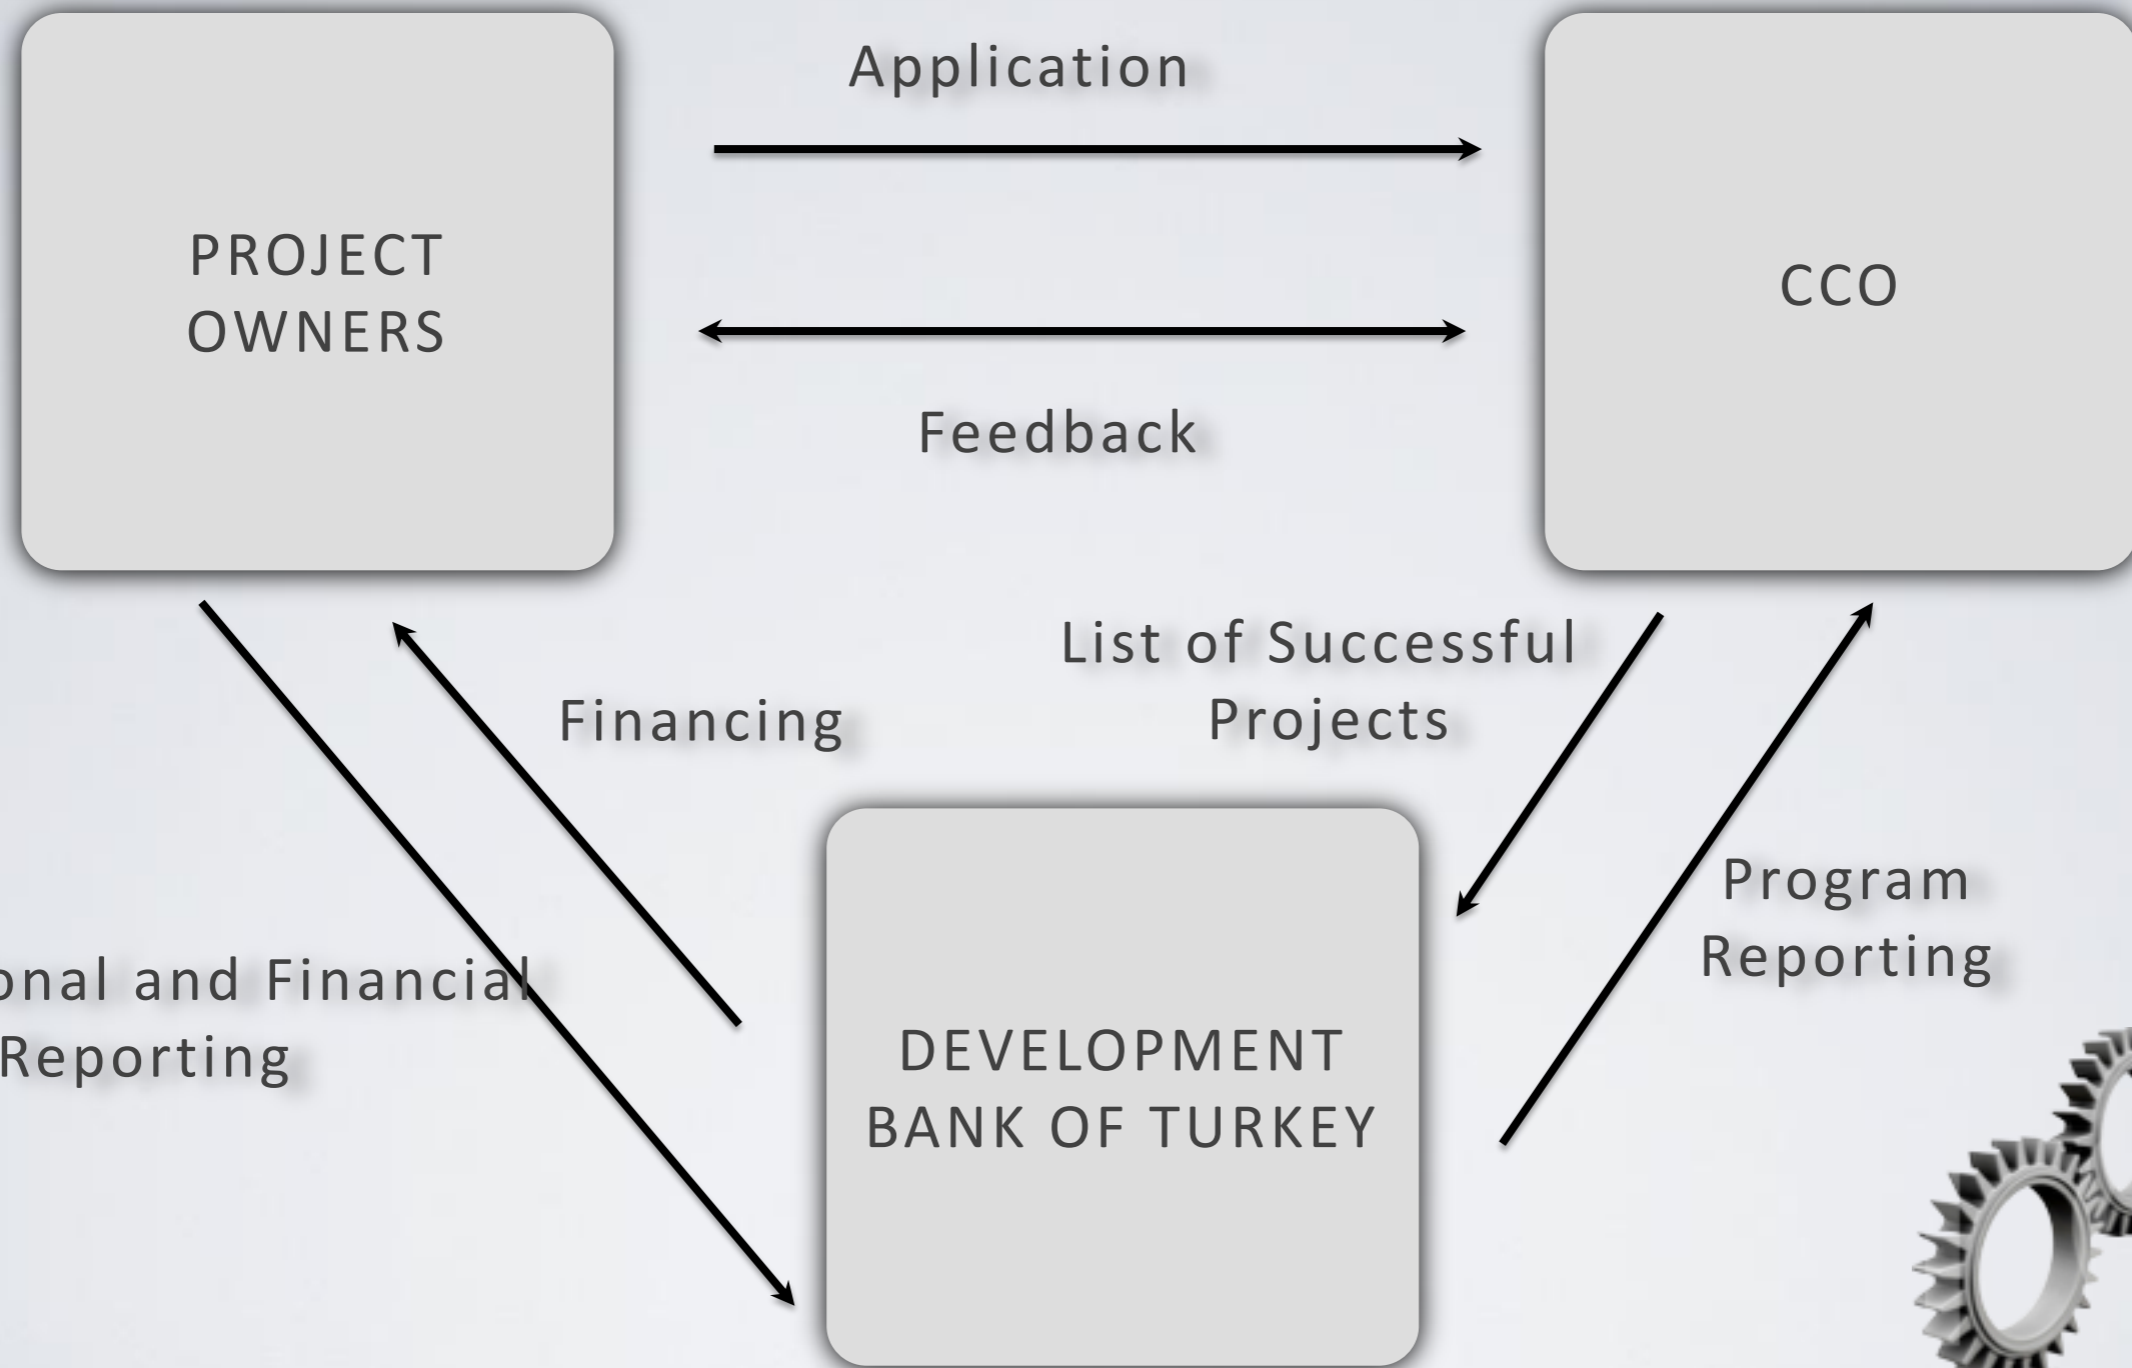 Application
PROJECT
OWNERS
CCO
Feedback
List of Successful
Projects
Financing
Program
Reporting
and Financial
Reporting
DEVELOPMENT
BANK OF TURKEY